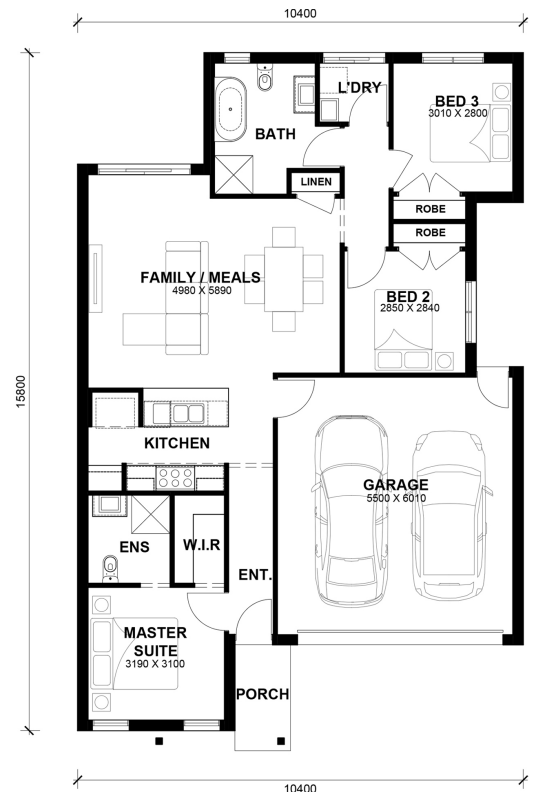 10400
L'DRY
BED 3
3010 X 2800
BATH
LINEN
ROBE
ROBE
FAMILY / MEALS
4980 X 5890
BED 2
2850 X 2840
15800
KITCHEN
GARAGE
5500 X 6010
ENS
W.I.R
ENT.
MASTER
SUITE
3190 X 3100
PORCH
10400